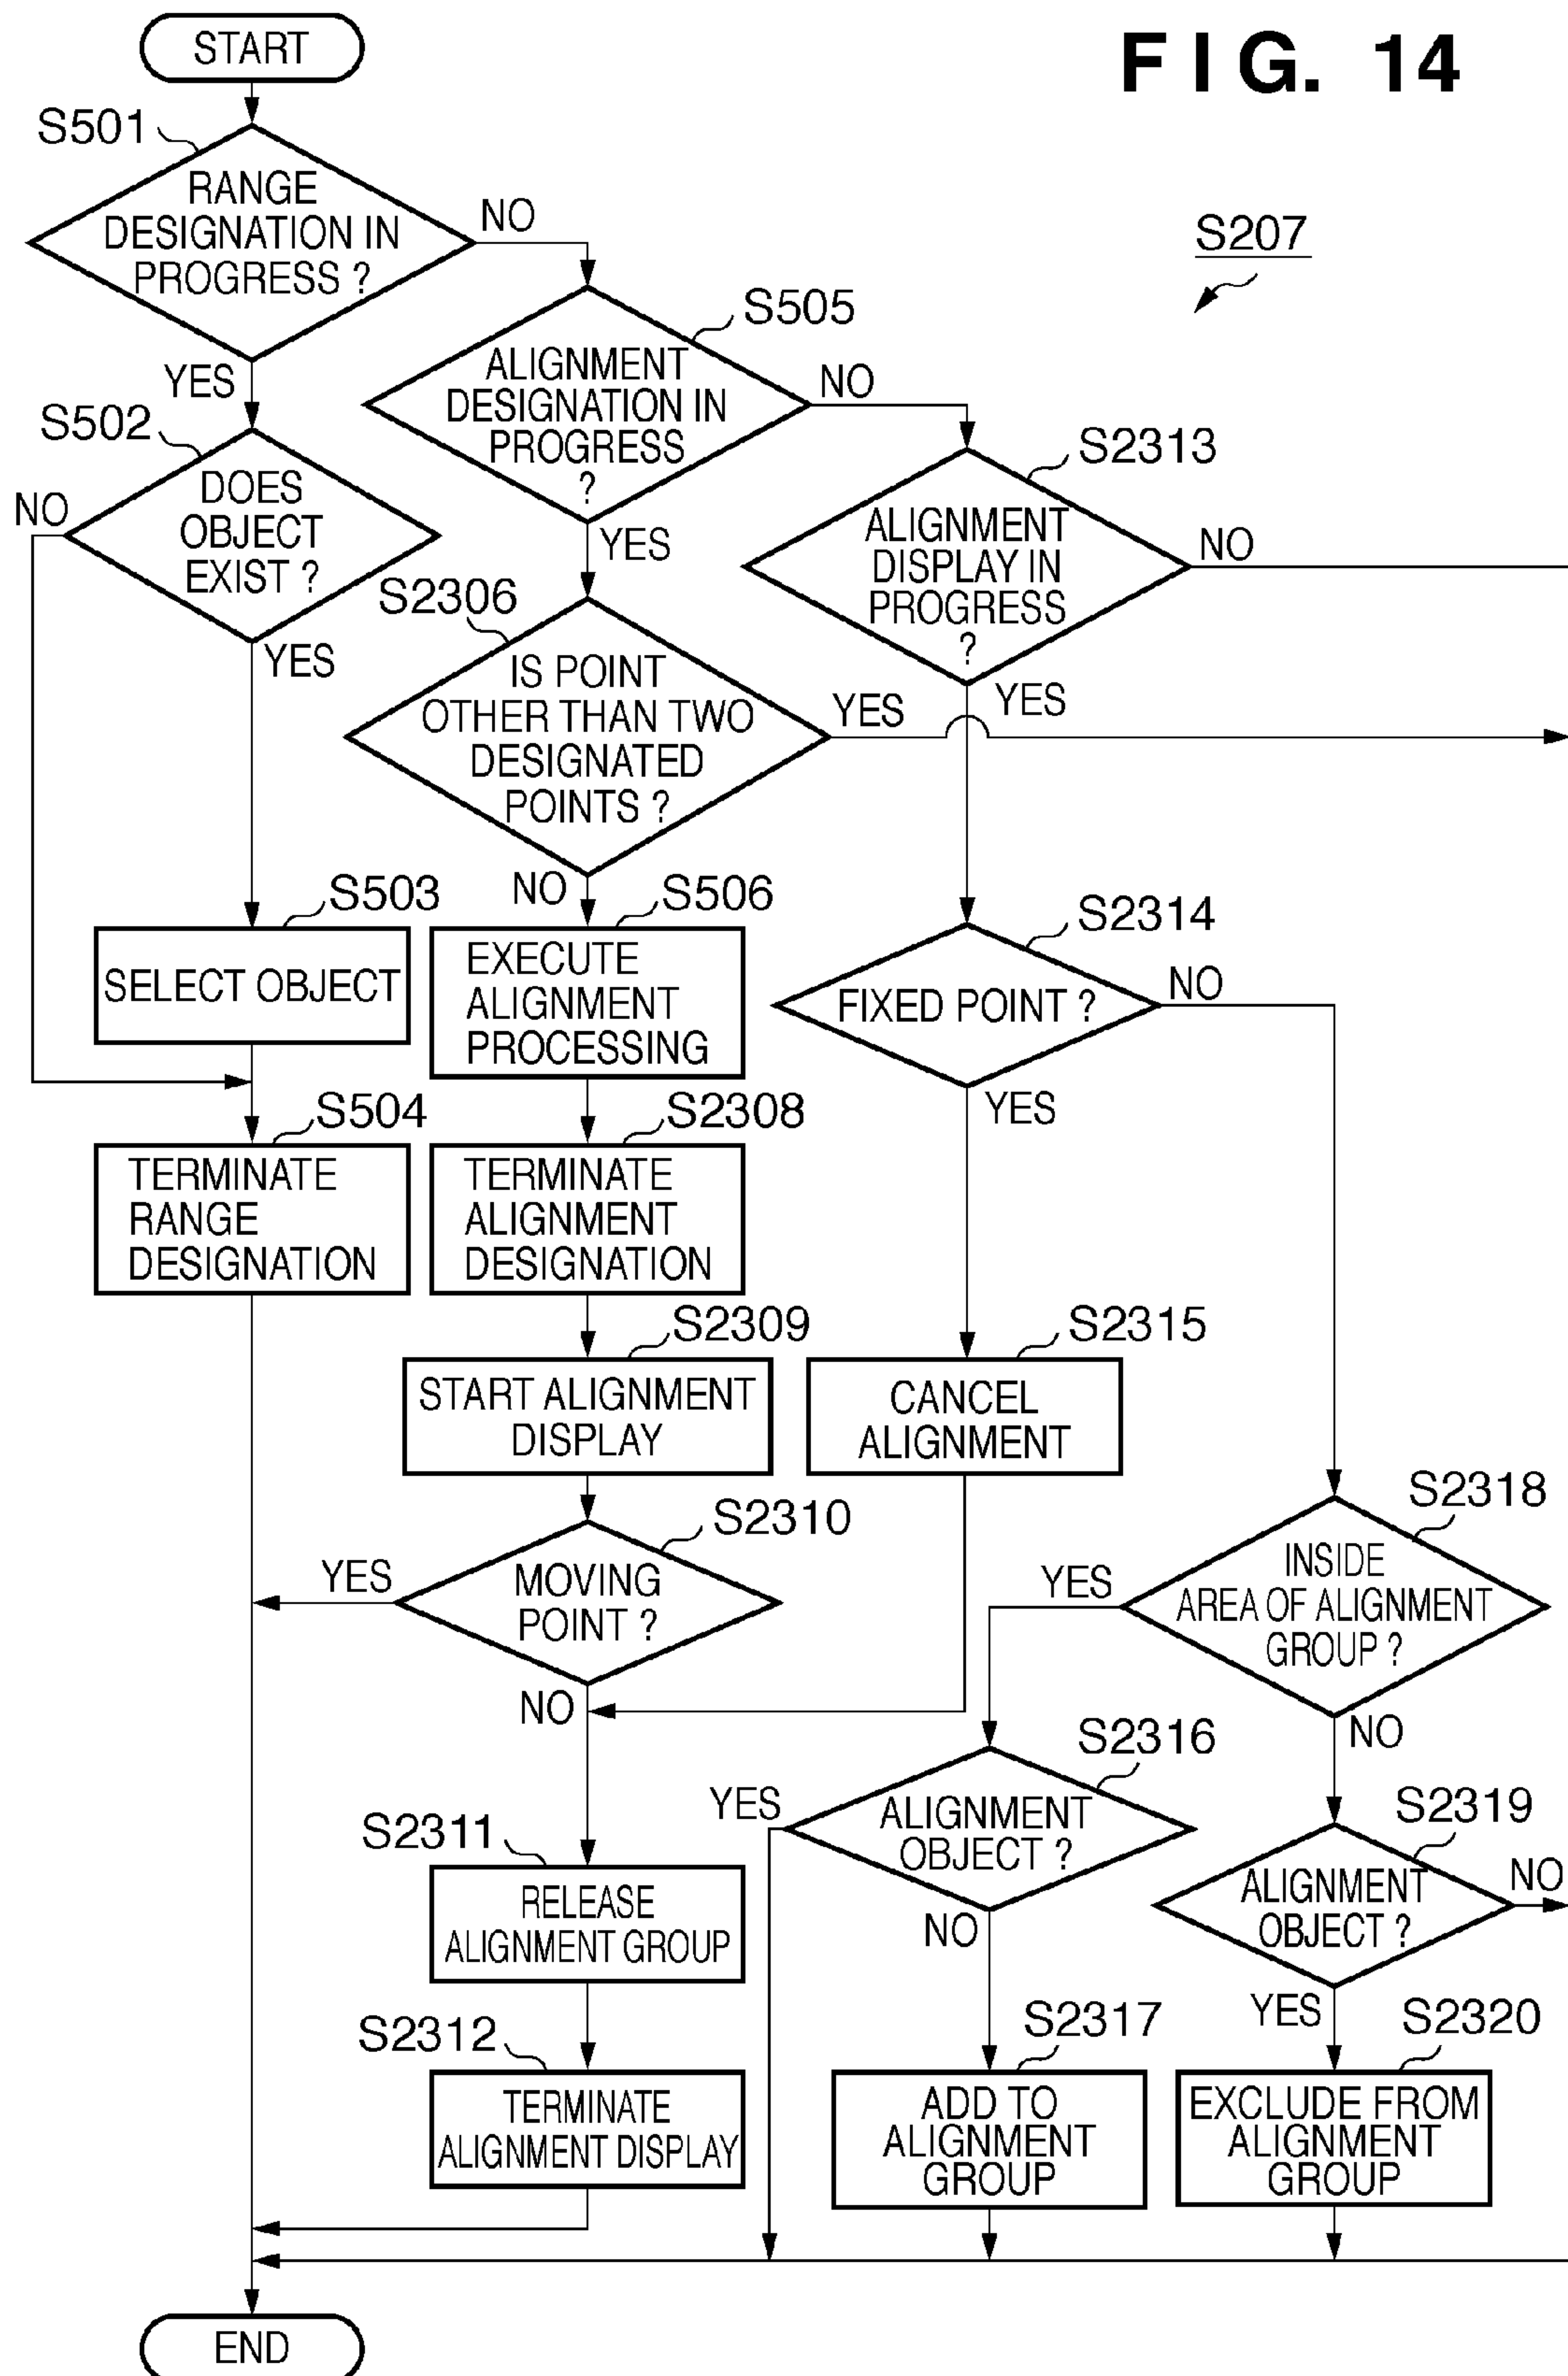 FIG. 14
START
S501
RANGE
DESIGNATION IN
PROGRESS ?
NO
S207
YES
S505
ALIGNMENT
DESIGNATION IN
PROGRESS
?
NO
S502
DOES
OBJECT
EXIST ?
NO
YES
YES
S2313
ALIGNMENT
DISPLAY IN
PROGRESS
?
NO
YES
S2306
IS POINT
OTHER THAN TWO
DESIGNATED
POINTS ?
YES
NO
S503
SELECT OBJECT
S506
EXECUTE
ALIGNMENT
PROCESSING
S2314
FIXED POINT ?
NO
YES
S504
TERMINATE
RANGE
DESIGNATION
S2308
TERMINATE
ALIGNMENT
DESIGNATION
S2309
START ALIGNMENT
DISPLAY
S2315
CANCEL
ALIGNMENT
S2310
MOVING
POINT ?
YES
NO
S2318
INSIDE
AREA OF ALIGNMENT
GROUP ?
YES
NO
S2316
ALIGNMENT
OBJECT ?
YES
NO
S2319
ALIGNMENT
OBJECT ?
NO
YES
S2311
RELEASE
ALIGNMENT GROUP
S2312
TERMINATE
ALIGNMENT DISPLAY
S2317
ADD TO
ALIGNMENT
GROUP
S2320
EXCLUDE FROM
ALIGNMENT
GROUP
END